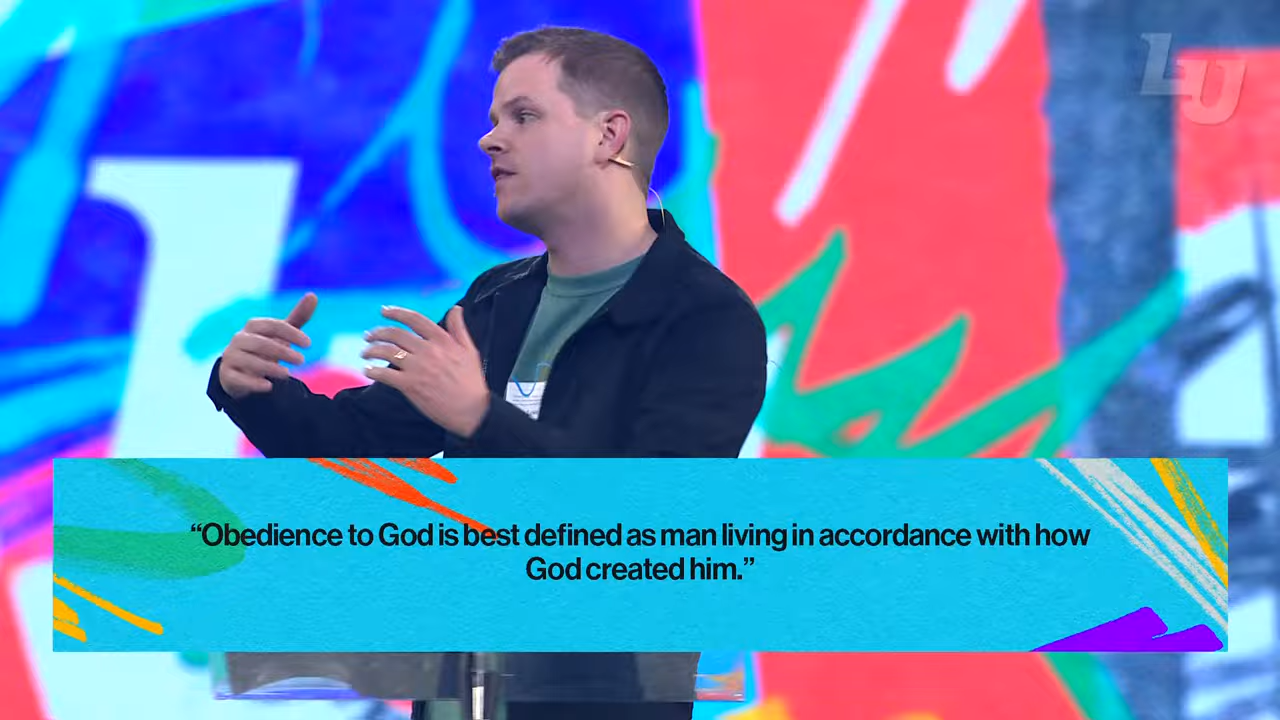 LU
“Obedience to God is best defined as man living in accordance with how
God created him.”